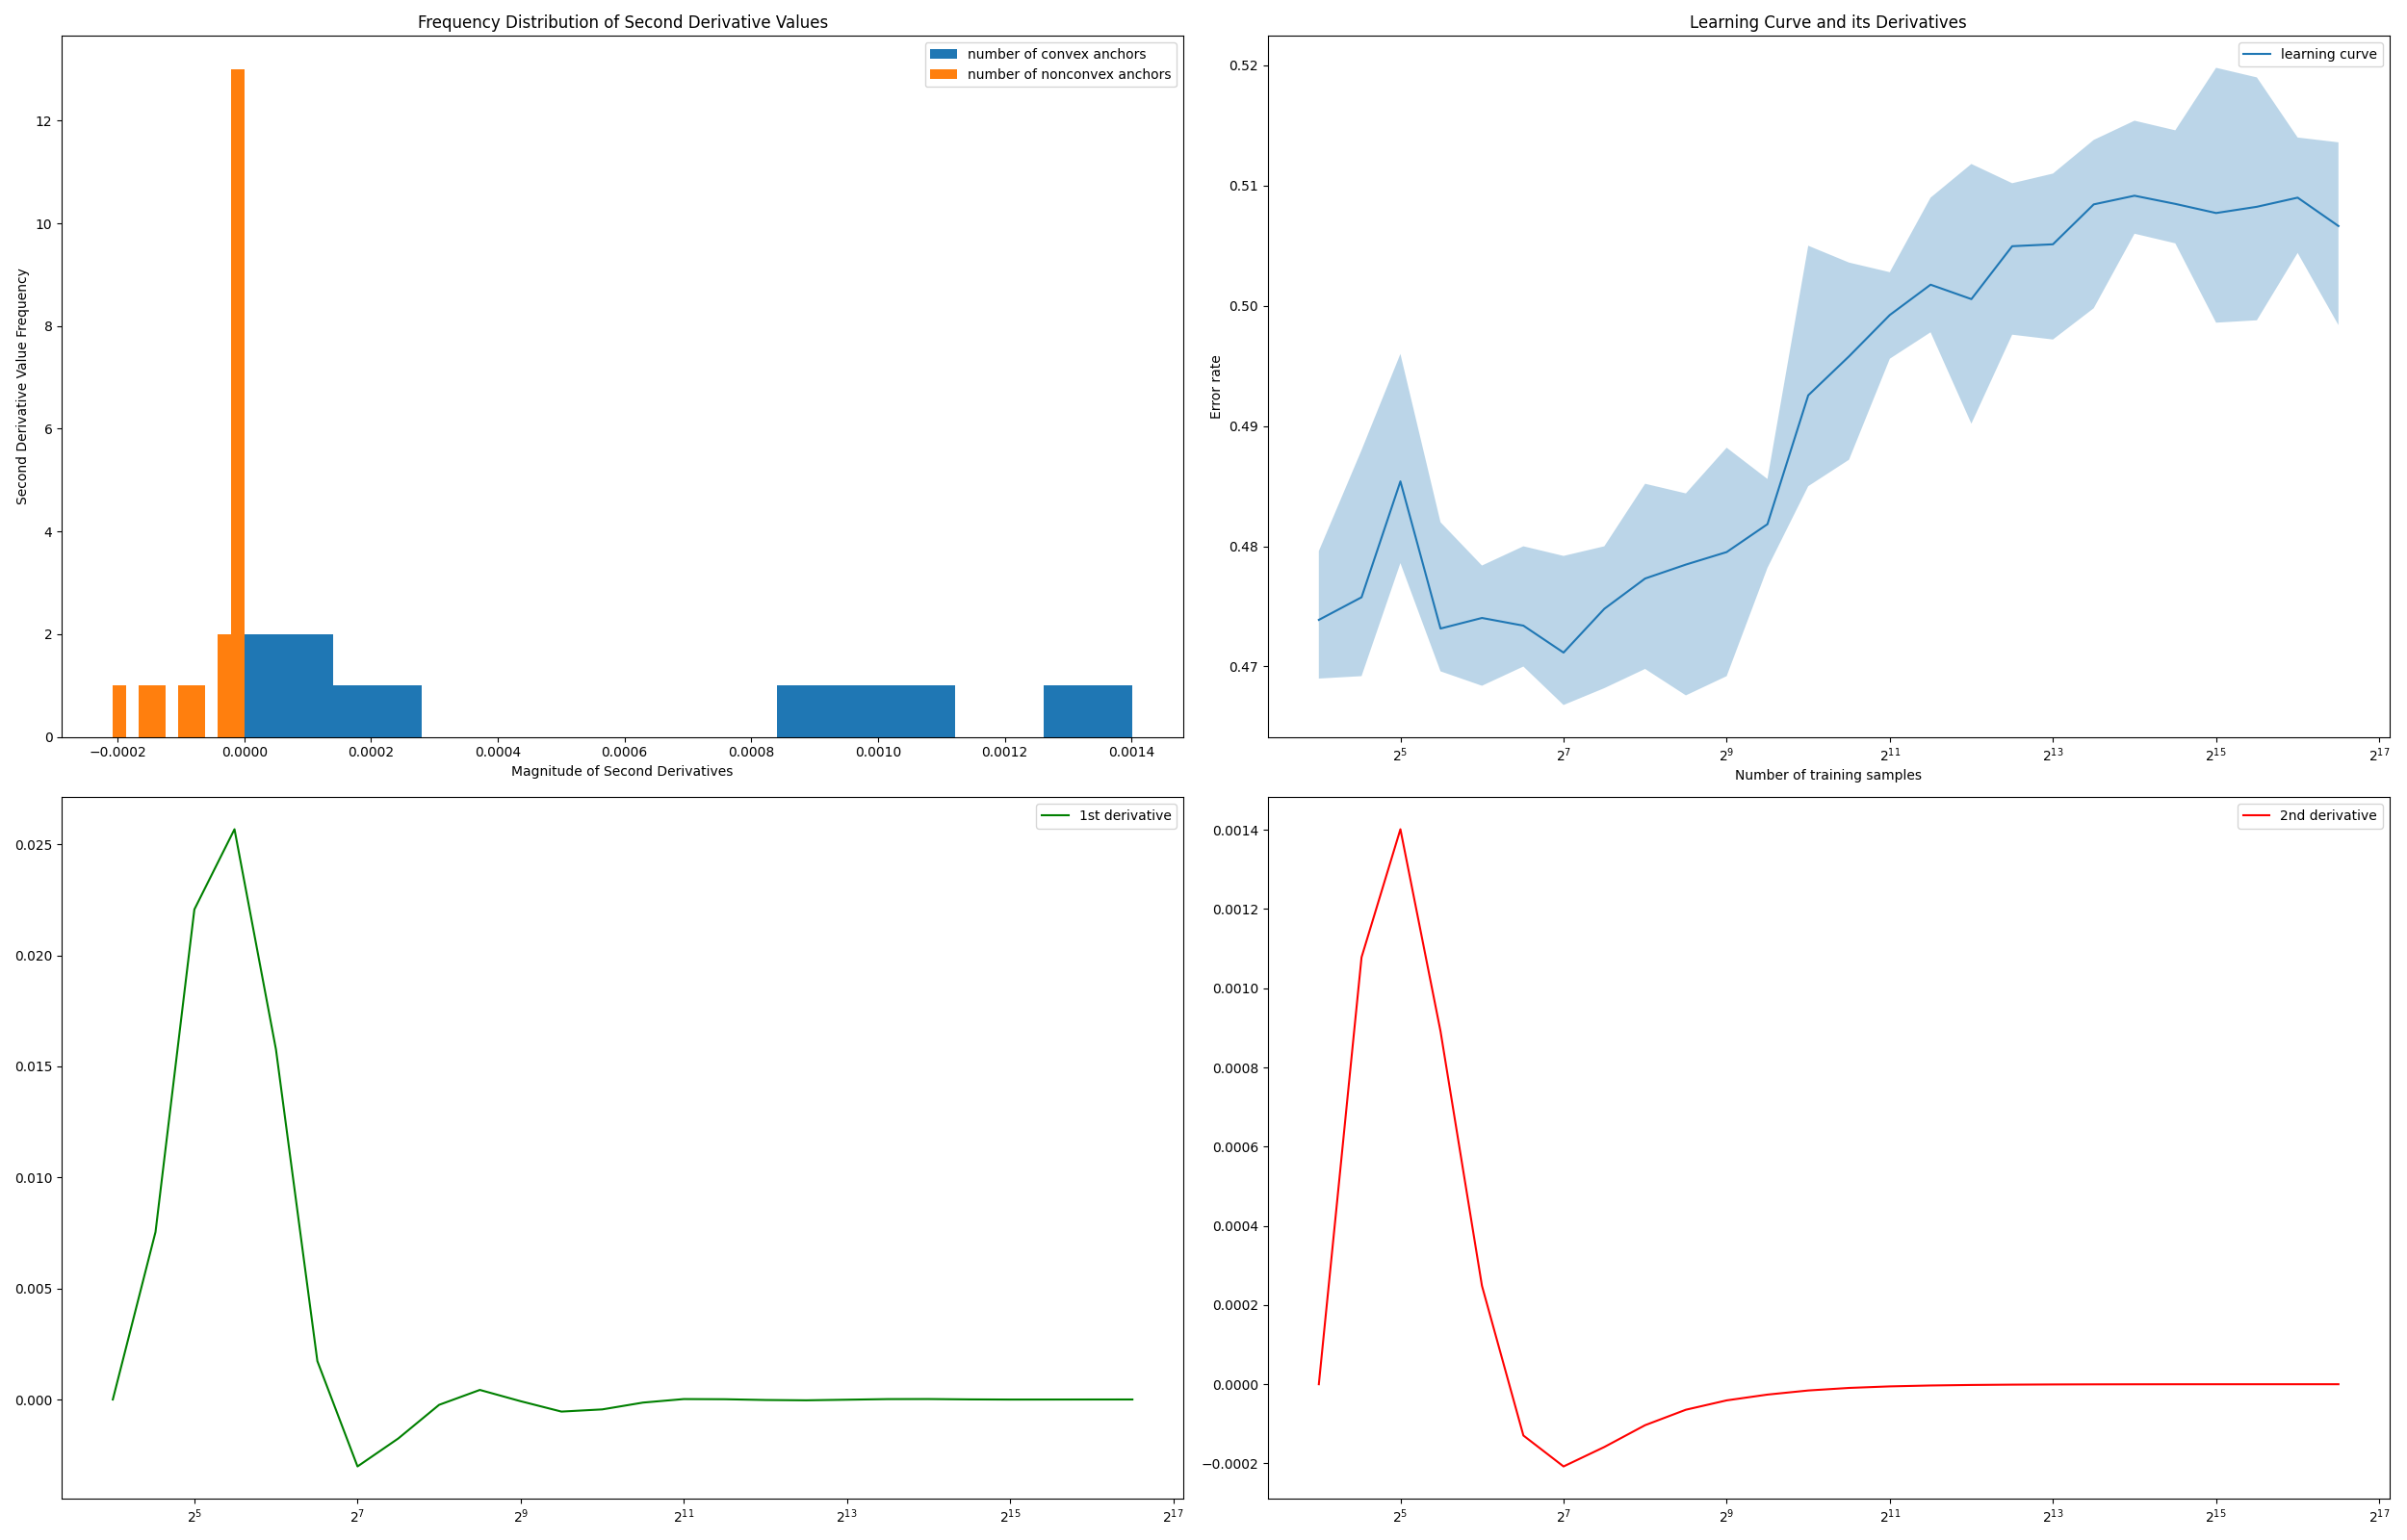 Frequency Distribution of Second Derivative Values
number of convex anchors
number of nonconvex anchors
Second Derivative Value Frequency
12
10
8
6
4
2
0
−0.0002 0.0000 0.0002 0.0004 0.0006 0.0008 0.0010 0.0012 0.0014
Magnitude of Second Derivatives
Learning Curve and its Derivatives
learning curve
Error rate
0.52
0.51
0.50
0.49
0.48
0.47
2^5 2^7 2^9 2^11 2^13 2^15 2^17
Number of training samples
1st derivative
0.025
0.020
0.015
0.010
0.005
0.000
2^5 2^7 2^9 2^11 2^13 2^15 2^17
2nd derivative
0.0014
0.0012
0.0010
0.0008
0.0006
0.0004
0.0002
0.0000
−0.0002
2^5 2^7 2^9 2^11 2^13 2^15 2^17